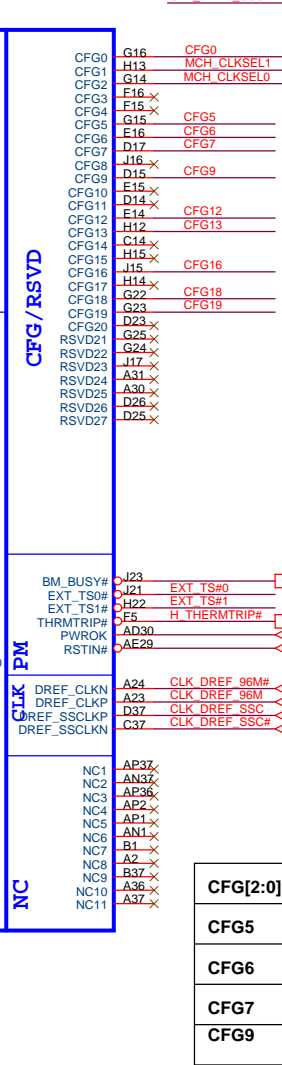 CFG/RSVD
CFG0 G16 CFG0
CFG1 H13 MCH_CLKSEL1
CFG2 G14 MCH_CLKSEL0
CFG3 F16
CFG4 F15
CFG5 G15 CFG5
CFG6 E16 CFG6
CFG7 D17 CFG7
CFG8 J16
CFG9 D15 CFG9
CFG10 E15
CFG11 D14
CFG12 E14 CFG12
CFG13 H12 CFG13
CFG14 C14
CFG15 H15
CFG16 J15 CFG16
CFG17 H14
CFG18 G22 CFG18
CFG19 G23 CFG19
CFG20 D23
RSVD21 G25
RSVD22 G24
RSVD23 J17
RSVD24 A31
RSVD25 A30
RSVD26 D26
RSVD27 D25
PM
BM_BUSY# J23
EXT_TS0# J21 EXT_TS#0
EXT_TS1# H22 EXT_TS#1
THRMTRIP# F5 H_THERMTRIP#
PWROK AD30
RSTIN# AE29
CLK
DREF_CLKN A24 CLK_DREF_96M#
DREF_CLKP A23 CLK_DREF_96M
DREF_SSCLKP D37 CLK_DREF_SSC
DREF_SSCLKN C37 CLK_DREF_SSC#
NC
NC1 AP37
NC2 AN37
NC3 AP36
NC4 AP2
NC5 AP1
NC6 AN1
NC7 B1
NC8 A2
NC9 B37
NC10 A36
NC11 A37
CFG[2:0]
CFG5
CFG6
CFG7
CFG9